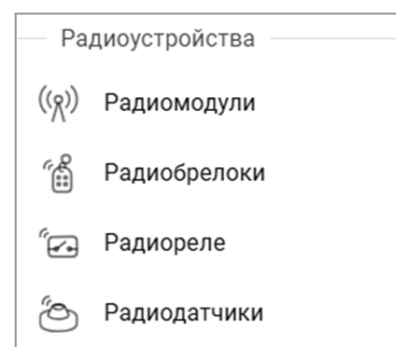 Радиоустройства
Радиомодули
Радиобрелоки
Радиореле
Радиодатчики